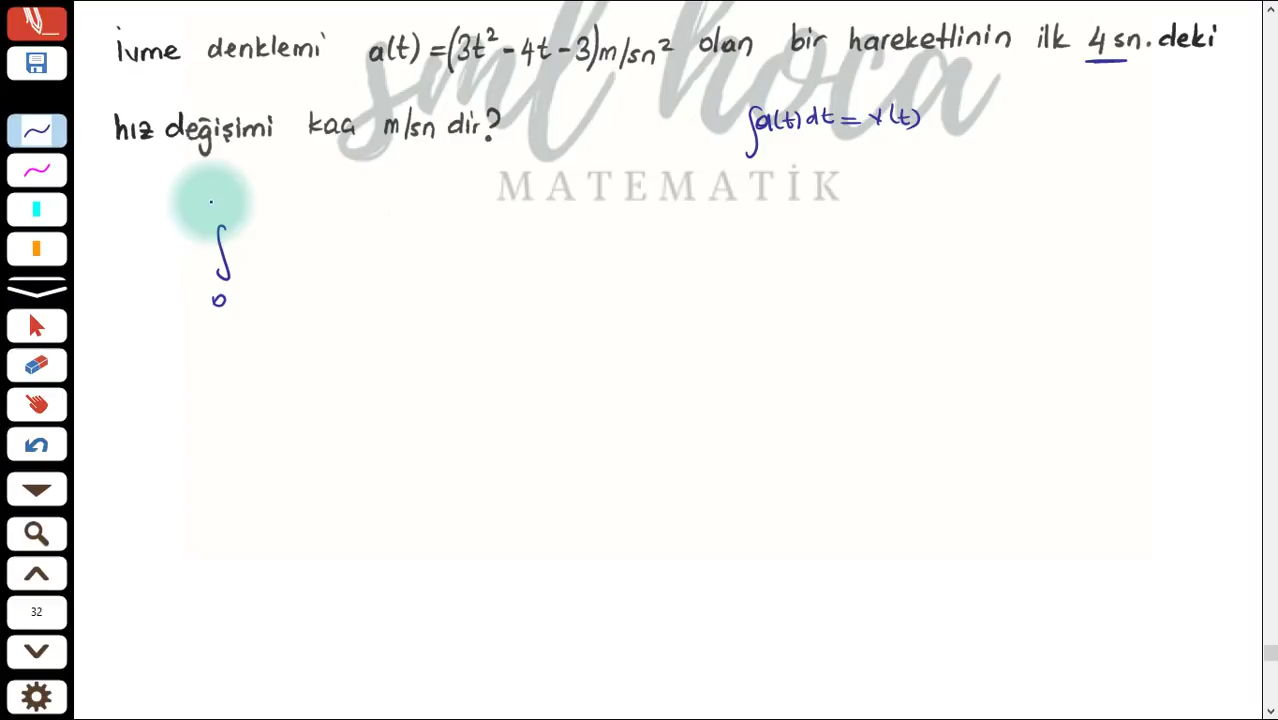 İvme denklemi a(t) = (3t² - 4t - 3) m/sn² olan bir hareketlinin ilk 4 sn. deki
hız değişimi kaç m/sn dir?
∫a(t) dt = v(t)
sml hoca
MATEMATİK
∫
0
32